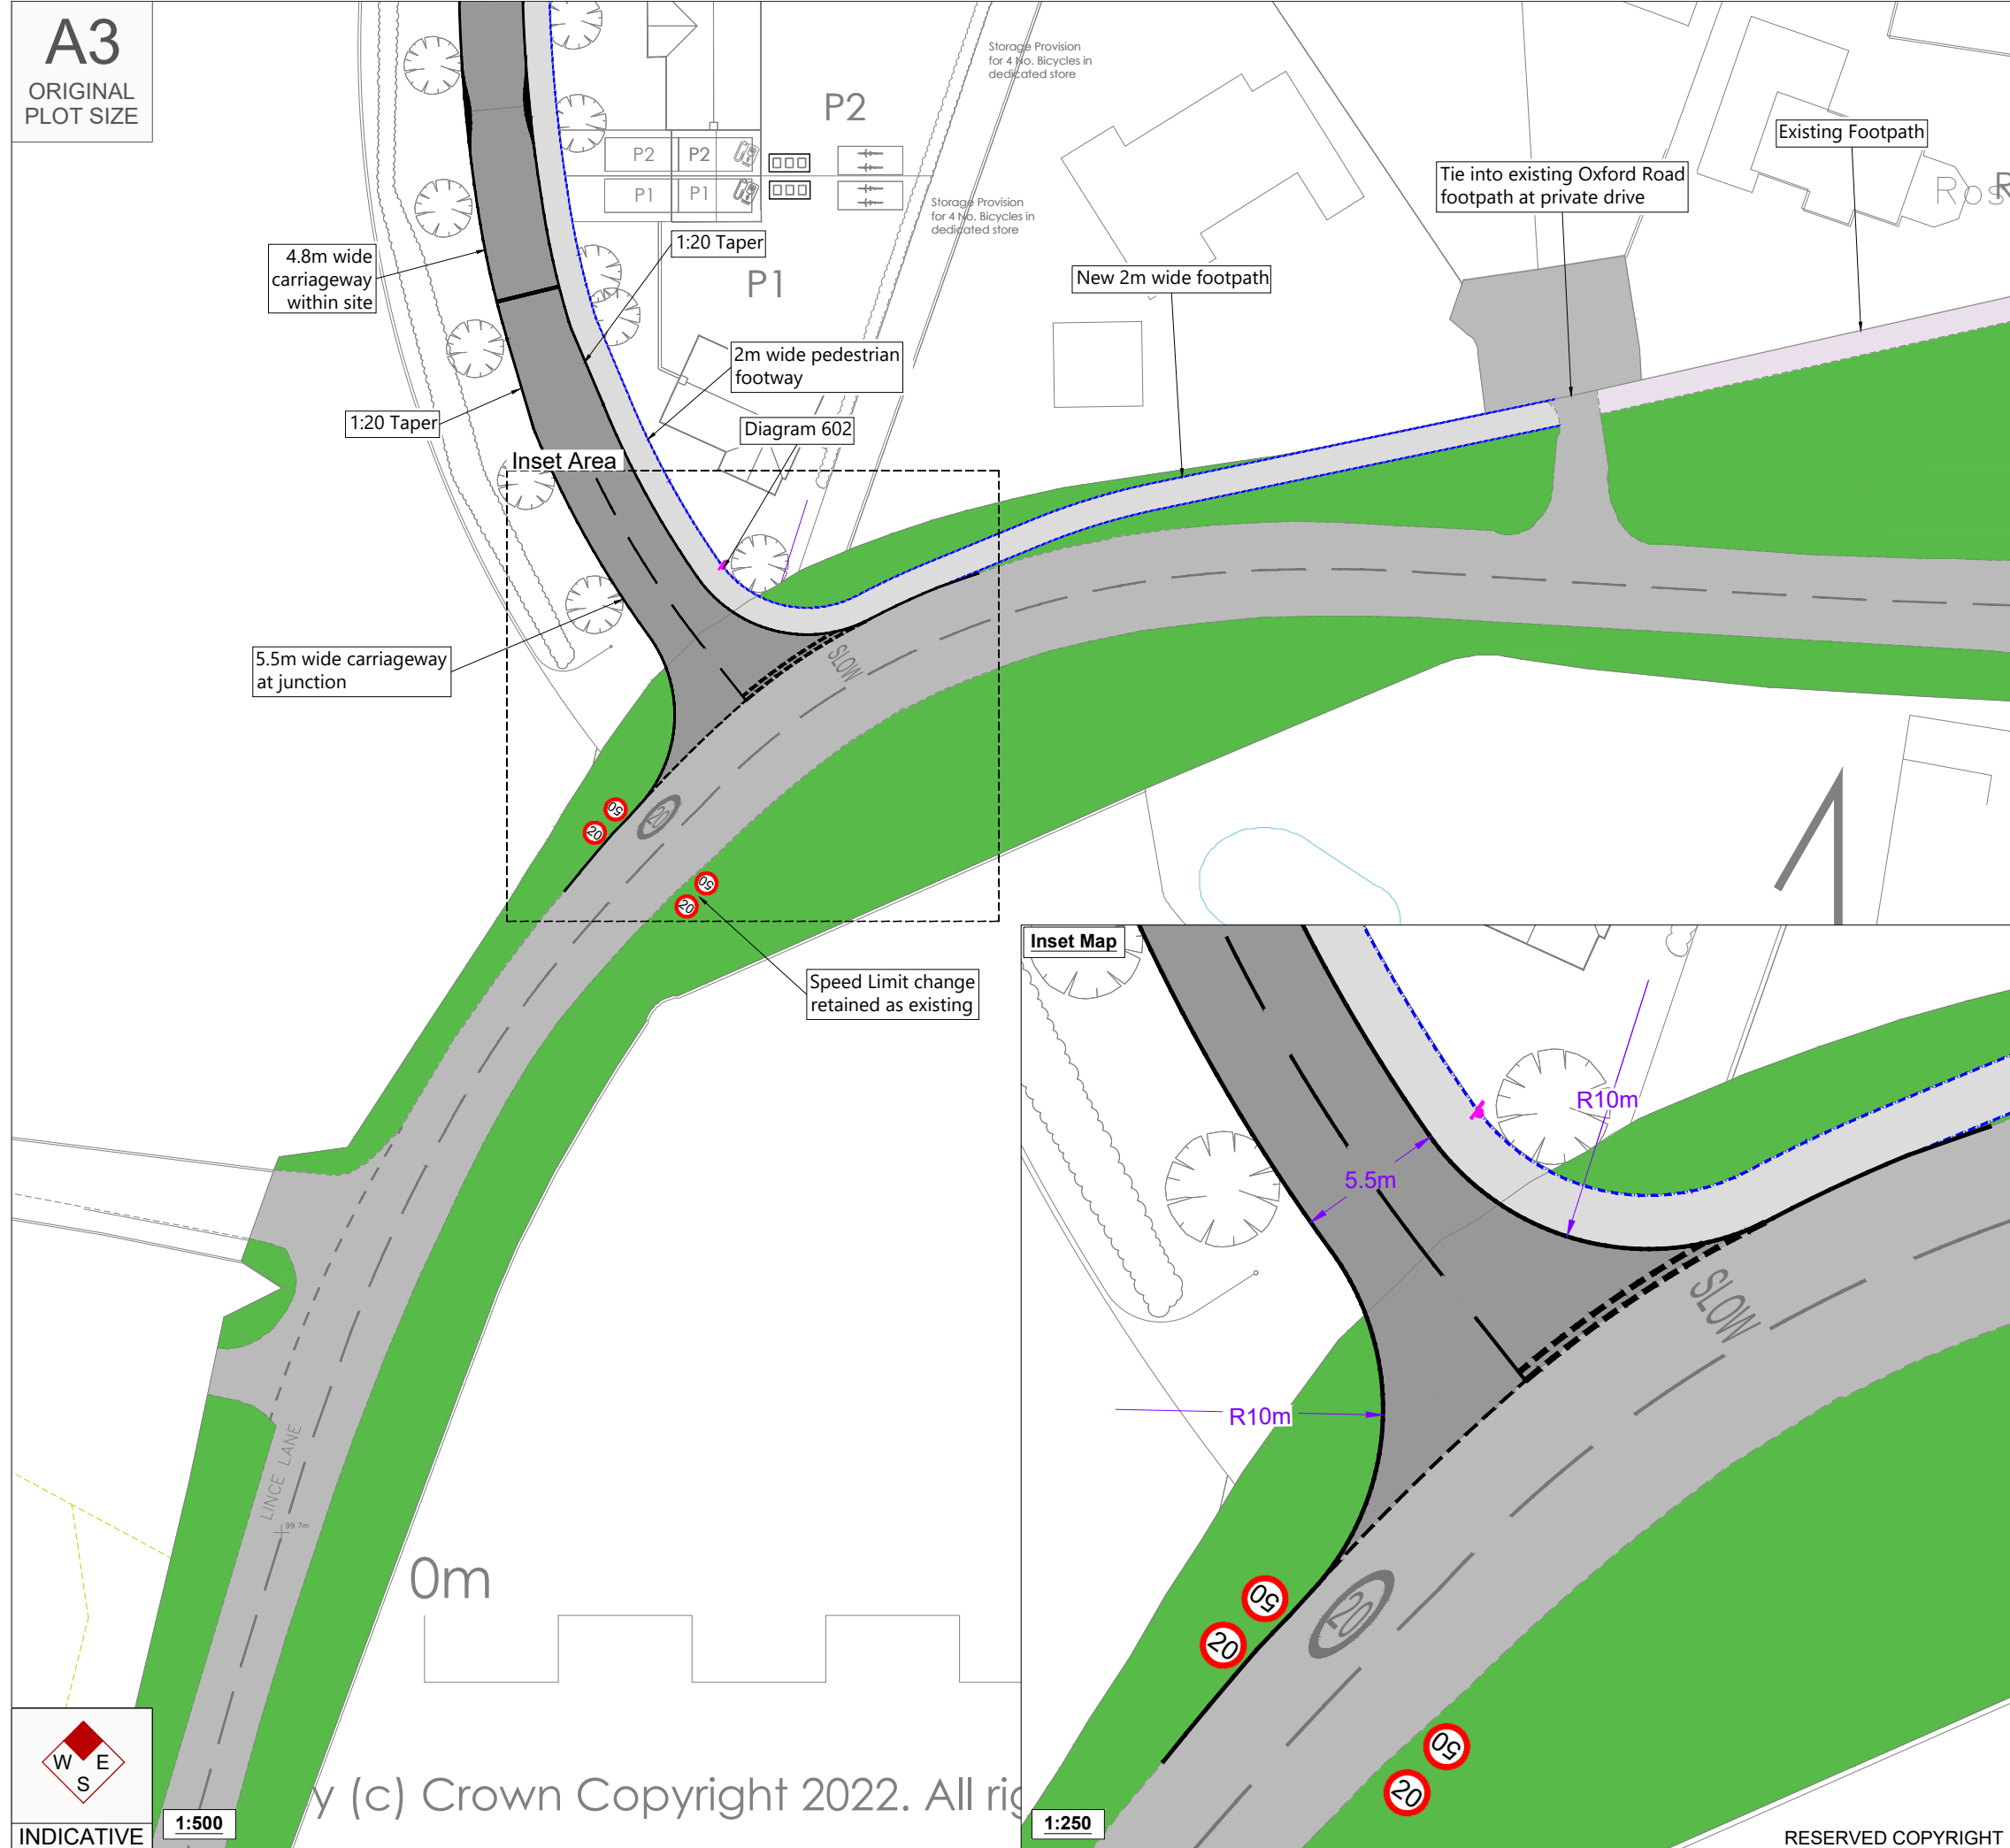 A3
ORIGINAL
PLOT SIZE
Storage Provision
for 4 No. Bicycles in
dedicated store
P2
P2
P2
P1
P1
Storage Provision
for 4 No. Bicycles in
dedicated store
P1
Existing Footpath
Tie into existing Oxford Road
footpath at private drive
Ros
R
4.8m wide
carriageway
within site
1:20 Taper
New 2m wide footpath
2m wide pedestrian
footway
1:20 Taper
Diagram 602
Inset Area
5.5m wide carriageway
at junction
SLOW
50
20
20
50
20
Speed Limit change
retained as existing
LINCE LANE
99.7m
0m
Inset Map
R10m
5.5m
R10m
SLOW
50
20
20
50
20
W E
S
INDICATIVE
1:500
y (c) Crown Copyright 2022. All rig
1:250
RESERVED COPYRIGHT